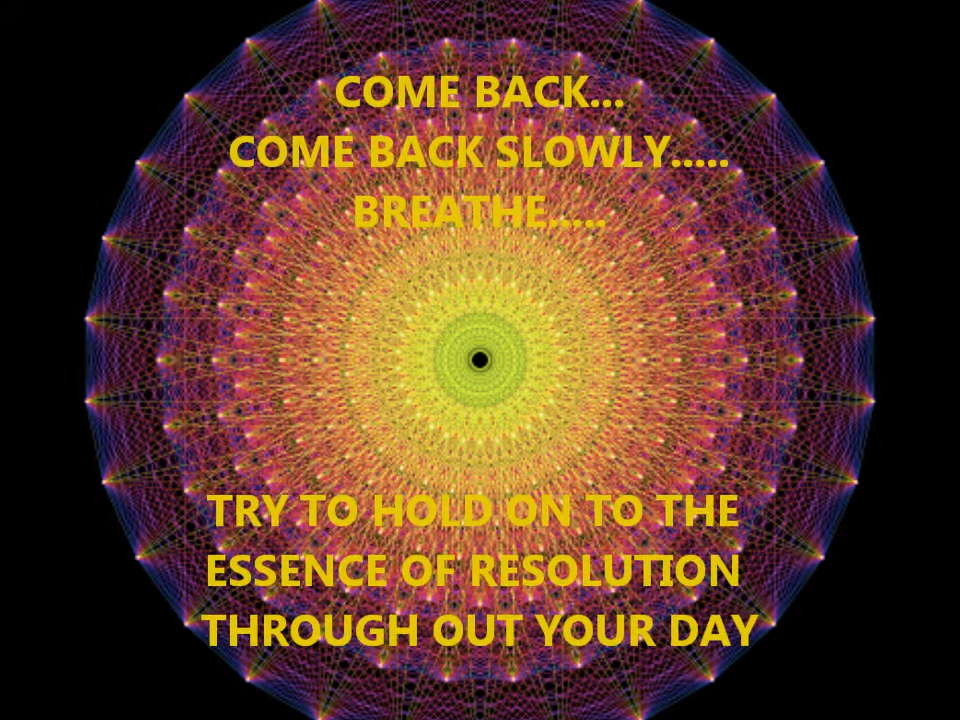 COME BACK...
COME BACK SLOWLY.....
BREATHE.....
TRY TO HOLD ON TO THE
ESSENCE OF RESOLUTION
THROUGH OUT YOUR DAY